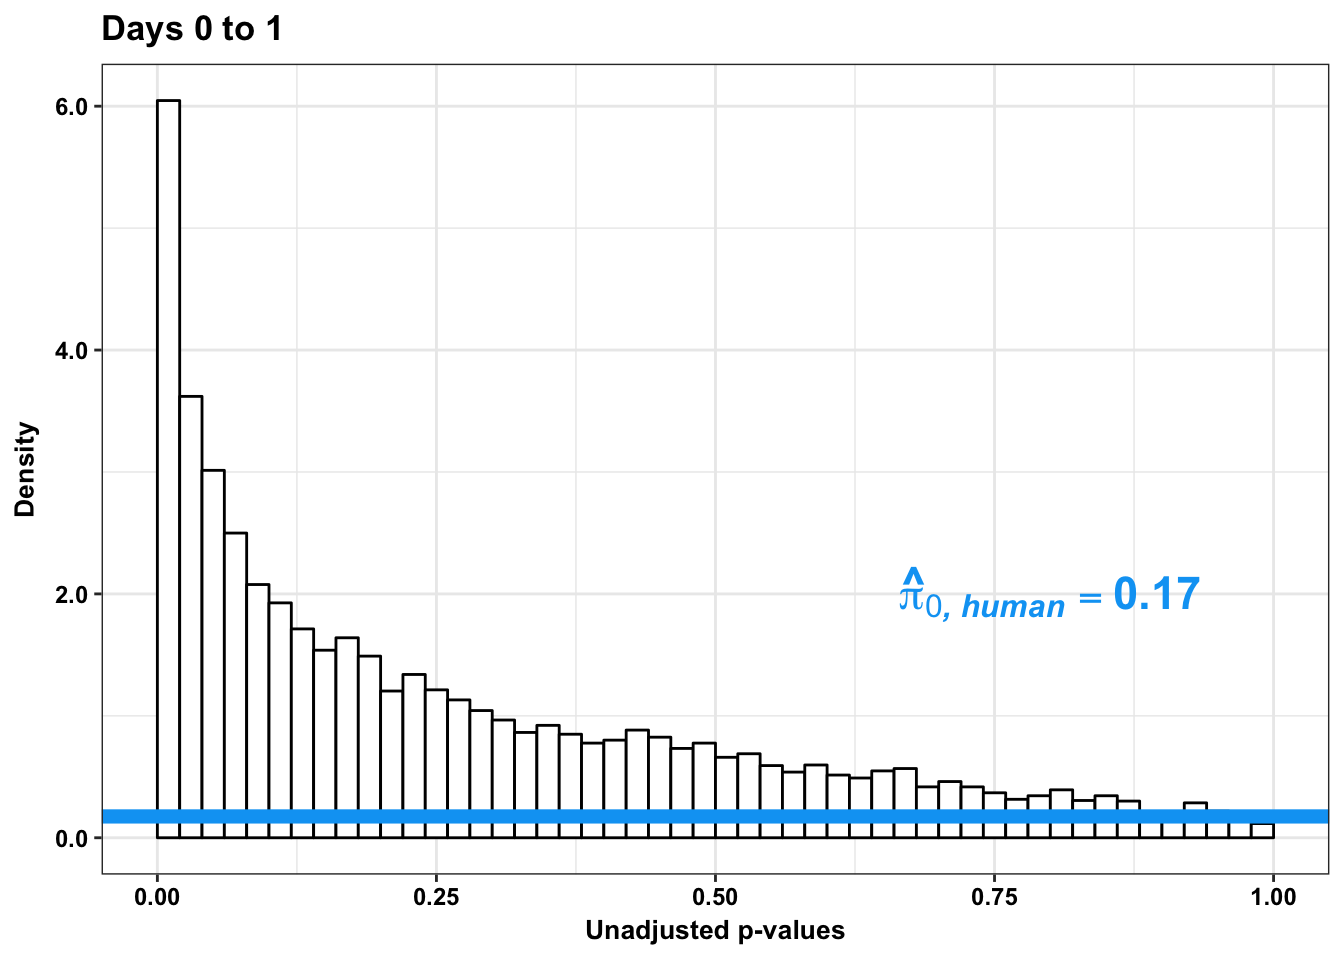 Days 0 to 1
Density
6.0
4.0
2.0
0.0
π̂0, human = 0.17
0.00 0.25 0.50 0.75 1.00
Unadjusted p-values